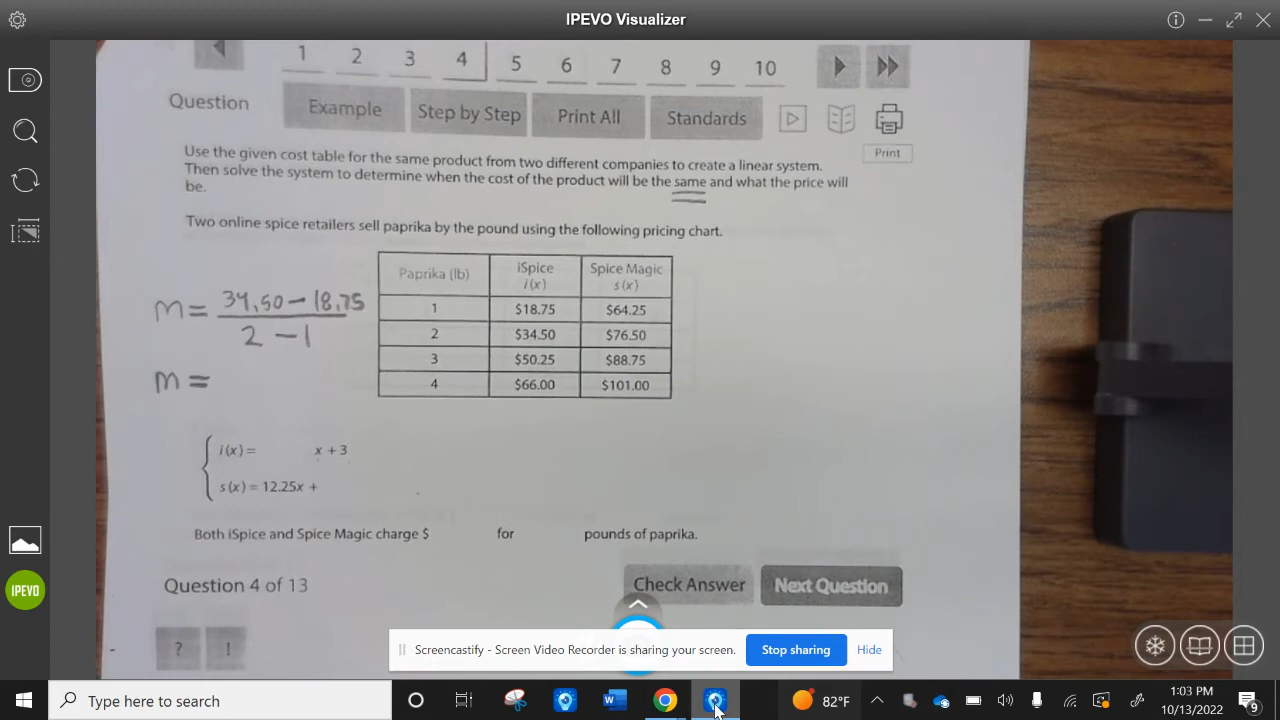 IPEVO Visualizer
1 2 3 4 5 6 7 8 9 10
Question Example Step by Step Print All Standards
Print
Use the given cost table for the same product from two different companies to create a linear system.
Then solve the system to determine when the cost of the product will be the same and what the price will
be.
Two online spice retailers sell paprika by the pound using the following pricing chart.
Paprika (lb) iSpice i(x) Spice Magic s(x)
1 $18.75 $64.25
2 $34.50 $76.50
3 $50.25 $88.75
4 $66.00 $101.00
m = 34.50 - 18.75
2 - 1
m =
i(x) = x + 3
s(x) = 12.25x +
Both iSpice and Spice Magic charge $ for pounds of paprika.
Question 4 of 13 Check Answer Next Question
? !
IPEVO
Screencastify - Screen Video Recorder is sharing your screen. Stop sharing Hide
Type here to search
82°F
1:03 PM
10/13/2022
9